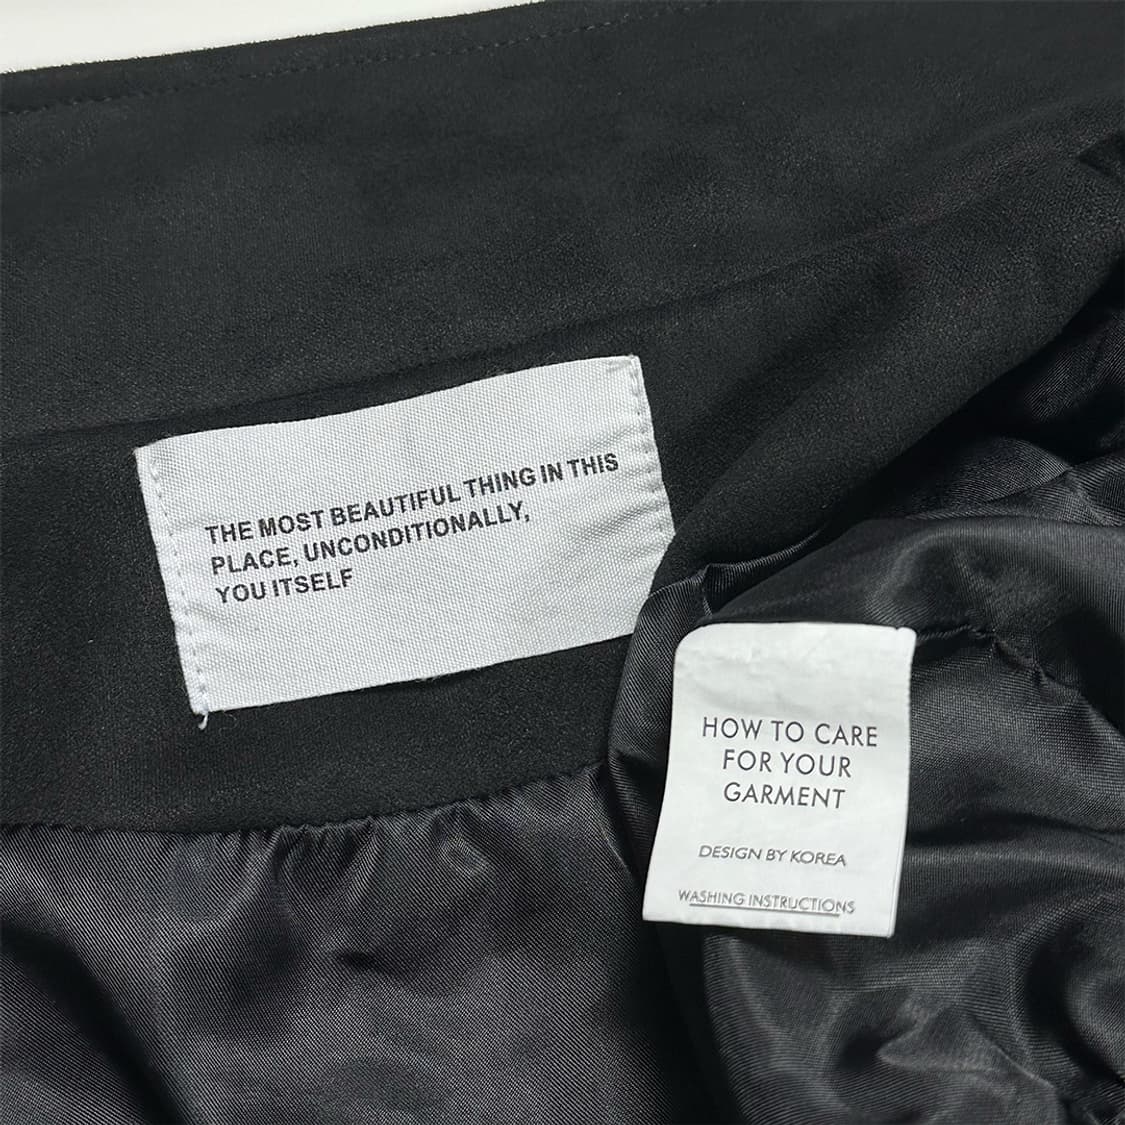 THE MOST BEAUTIFUL THING IN THIS
PLACE, UNCONDITIONALLY,
YOU ITSELF
HOW TO CARE
FOR YOUR
GARMENT
DESIGN BY KOREA
WASHING INSTRUCTIONS